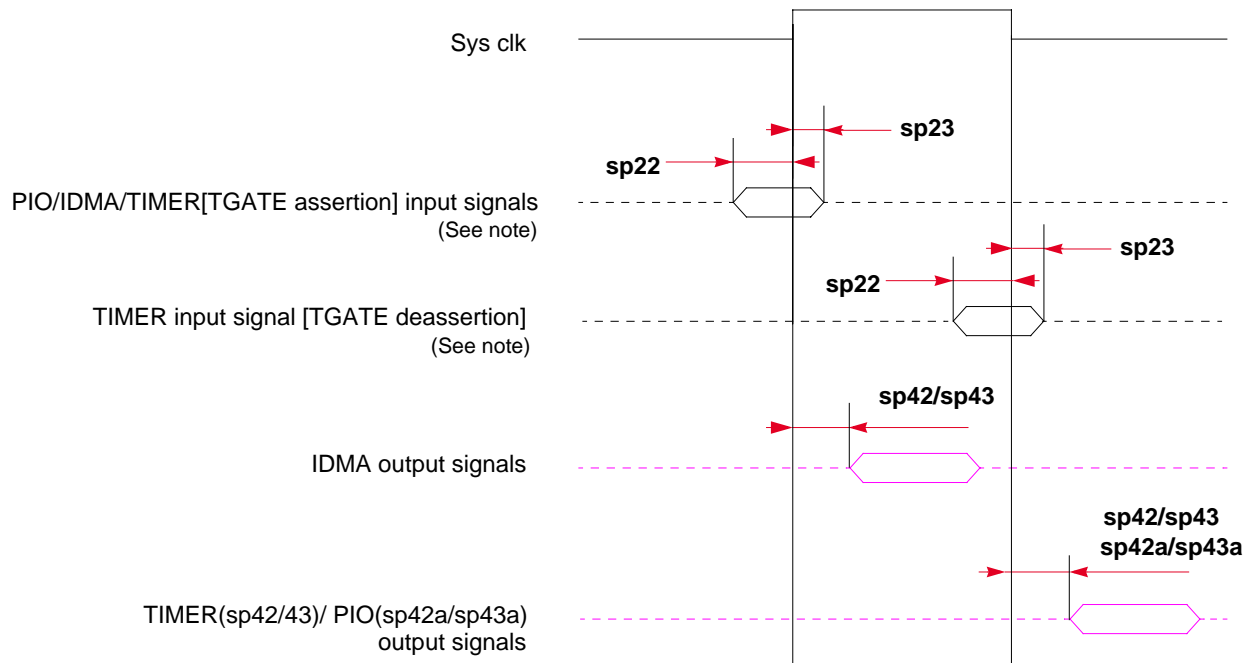 Sys clk
sp23
sp22
PIO/IDMA/TIMER[TGATE assertion] input signals
(See note)
sp23
sp22
TIMER input signal [TGATE deassertion]
(See note)
sp42/sp43
IDMA output signals
sp42/sp43
sp42a/sp43a
TIMER(sp42/43)/ PIO(sp42a/sp43a)
output signals